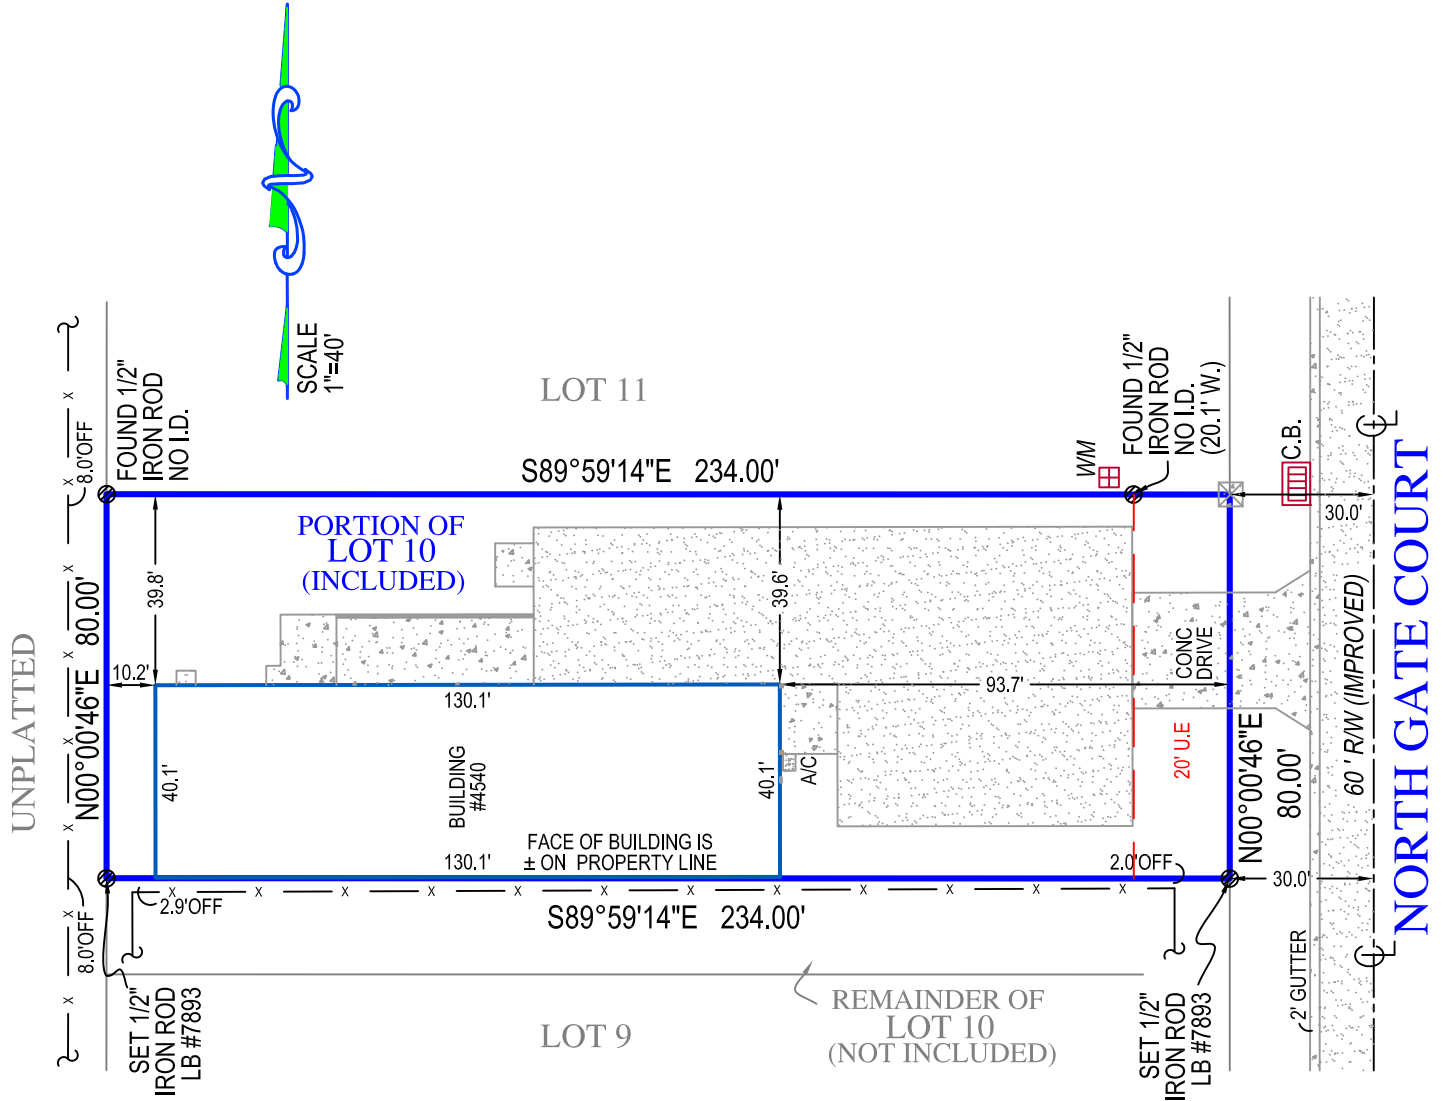 SCALE
1"=40'
UNPLATTED
8.0'OFF
FOUND 1/2"
IRON ROD
NO I.D.
LOT 11
S89°59'14"E 234.00'
WM
FOUND 1/2"
IRON ROD
NO I.D.
(20.1' W.)
C.B.
30.0'
PORTION OF
LOT 10
(INCLUDED)
39.8'
39.6'
N00°00'46"E 80.00'
10.2'
130.1'
93.7'
CONC
DRIVE
40.1'
BUILDING
#4540
40.1'
A/C
20' U.E
FACE OF BUILDING IS
± ON PROPERTY LINE
130.1'
2.0'OFF
N00°00'46"E
80.00'
60 ' R/W (IMPROVED)
NORTH GATE COURT
CL
CL
30.0'
2' GUTTER
8.0'OFF
2.9'OFF
S89°59'14"E 234.00'
SET 1/2"
IRON ROD
LB #7893
LOT 9
REMAINDER OF
LOT 10
(NOT INCLUDED)
SET 1/2"
IRON ROD
LB #7893